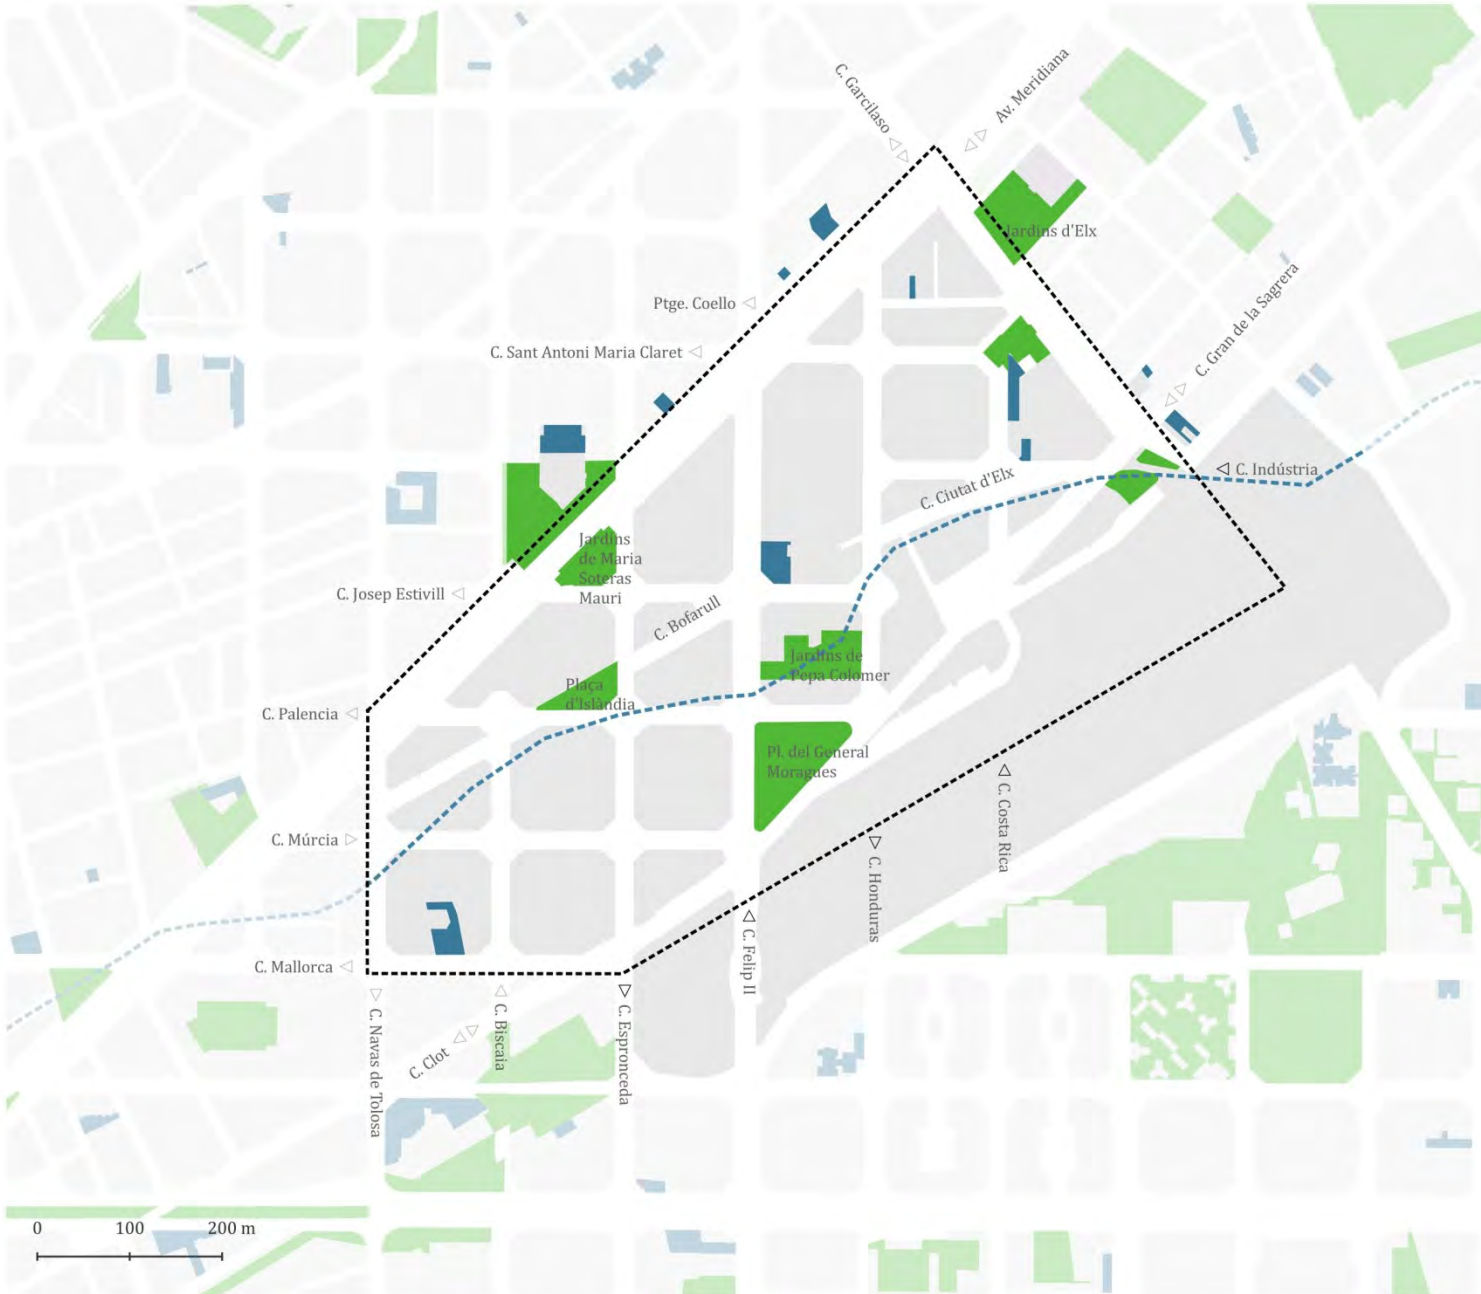 C. Garcilaso
Av. Meridiana
Jardins d'Elx
Ptge. Coello
C. Gran de la Sagrera
C. Sant Antoni Maria Claret
C. Indústria
C. Ciutat d'Elx
Jardins
de Maria
Soteras
Mauri
C. Josep Estivill
C. Bofarull
Jardins de
Pepa Colomer
Plaça
d'Islàndia
C. Palencia
Pl. del General
Moragues
C. Costa Rica
C. Múrcia
C. Honduras
C. Felip II
C. Mallorca
C. Navas de Tolosa
C. Clot
C. Biscaia
C. Espronceda
0 100 200 m